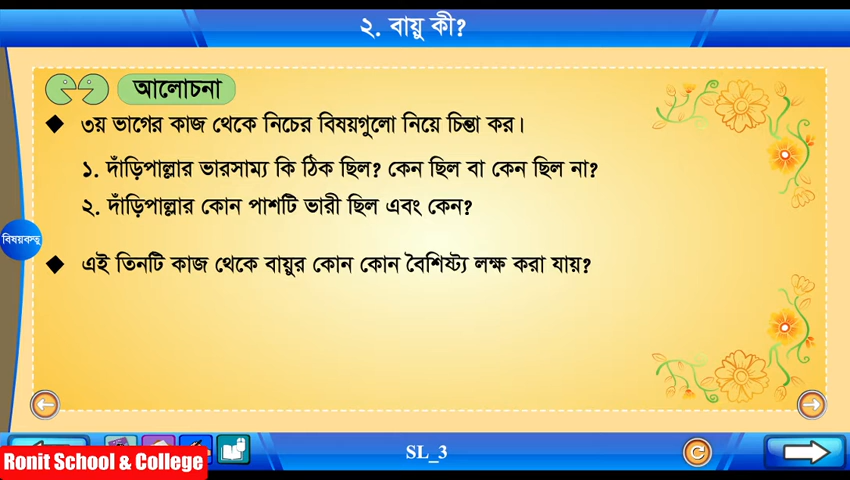 ২. বায়ু কী?
আলোচনা
৩য় ভাগের কাজ থেকে নিচের বিষয়গুলো নিয়ে চিন্তা কর।
১. দাঁড়িপাল্লার ভারসাম্য কি ঠিক ছিল? কেন ছিল বা কেন ছিল না?
২. দাঁড়িপাল্লার কোন পাশটি ভারী ছিল এবং কেন?
বিষয়বস্তু
এই তিনটি কাজ থেকে বায়ুর কোন কোন বৈশিষ্ট্য লক্ষ করা যায়?
SL_3
Ronit School & College